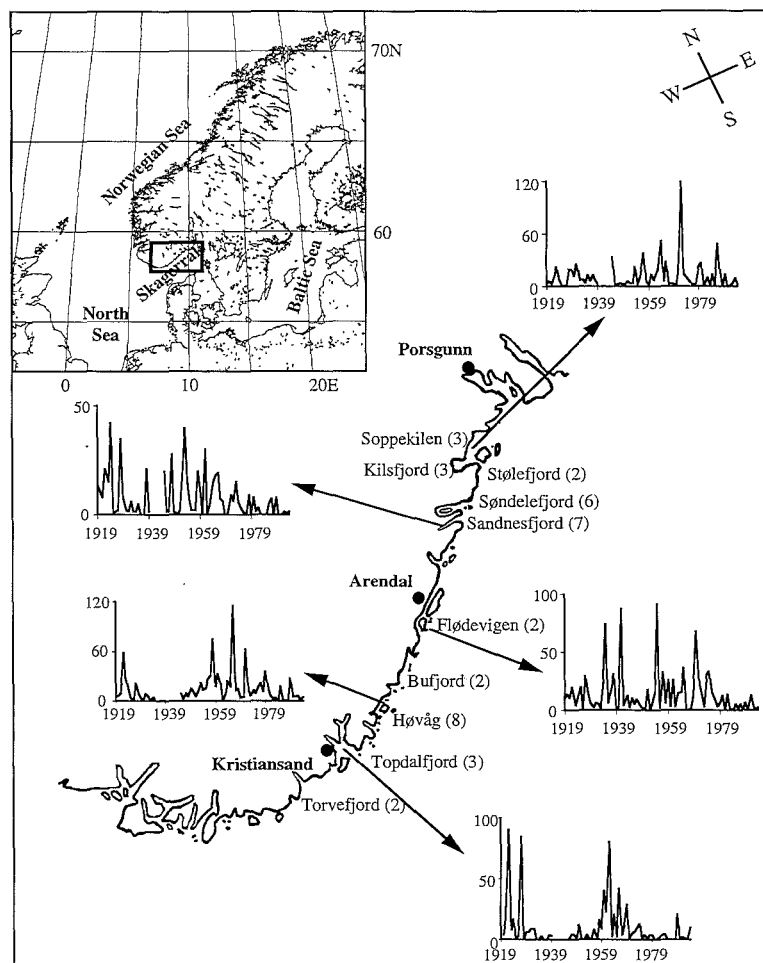 70N
N
W E
S
Norwegian Sea
60
Skagerrak
Baltic Sea
North
Sea
0 10 20E
120
60
0
1919 1939 1959 1979
Porsgunn
50
0
1919 1939 1959 1979
Soppekilen (3)
Kilsfjord (3)
Stølefjord (2)
Søndelefjord (6)
Sandnesfjord (7)
Arendal
120
60
0
1919 1939 1959 1979
Flødevigen (2)
100
50
0
1919 1939 1959 1979
Bufjord (2)
Høvåg (8)
Kristiansand
Topdalfjord (3)
Torvefjord (2)
100
50
0
1919 1939 1959 1979